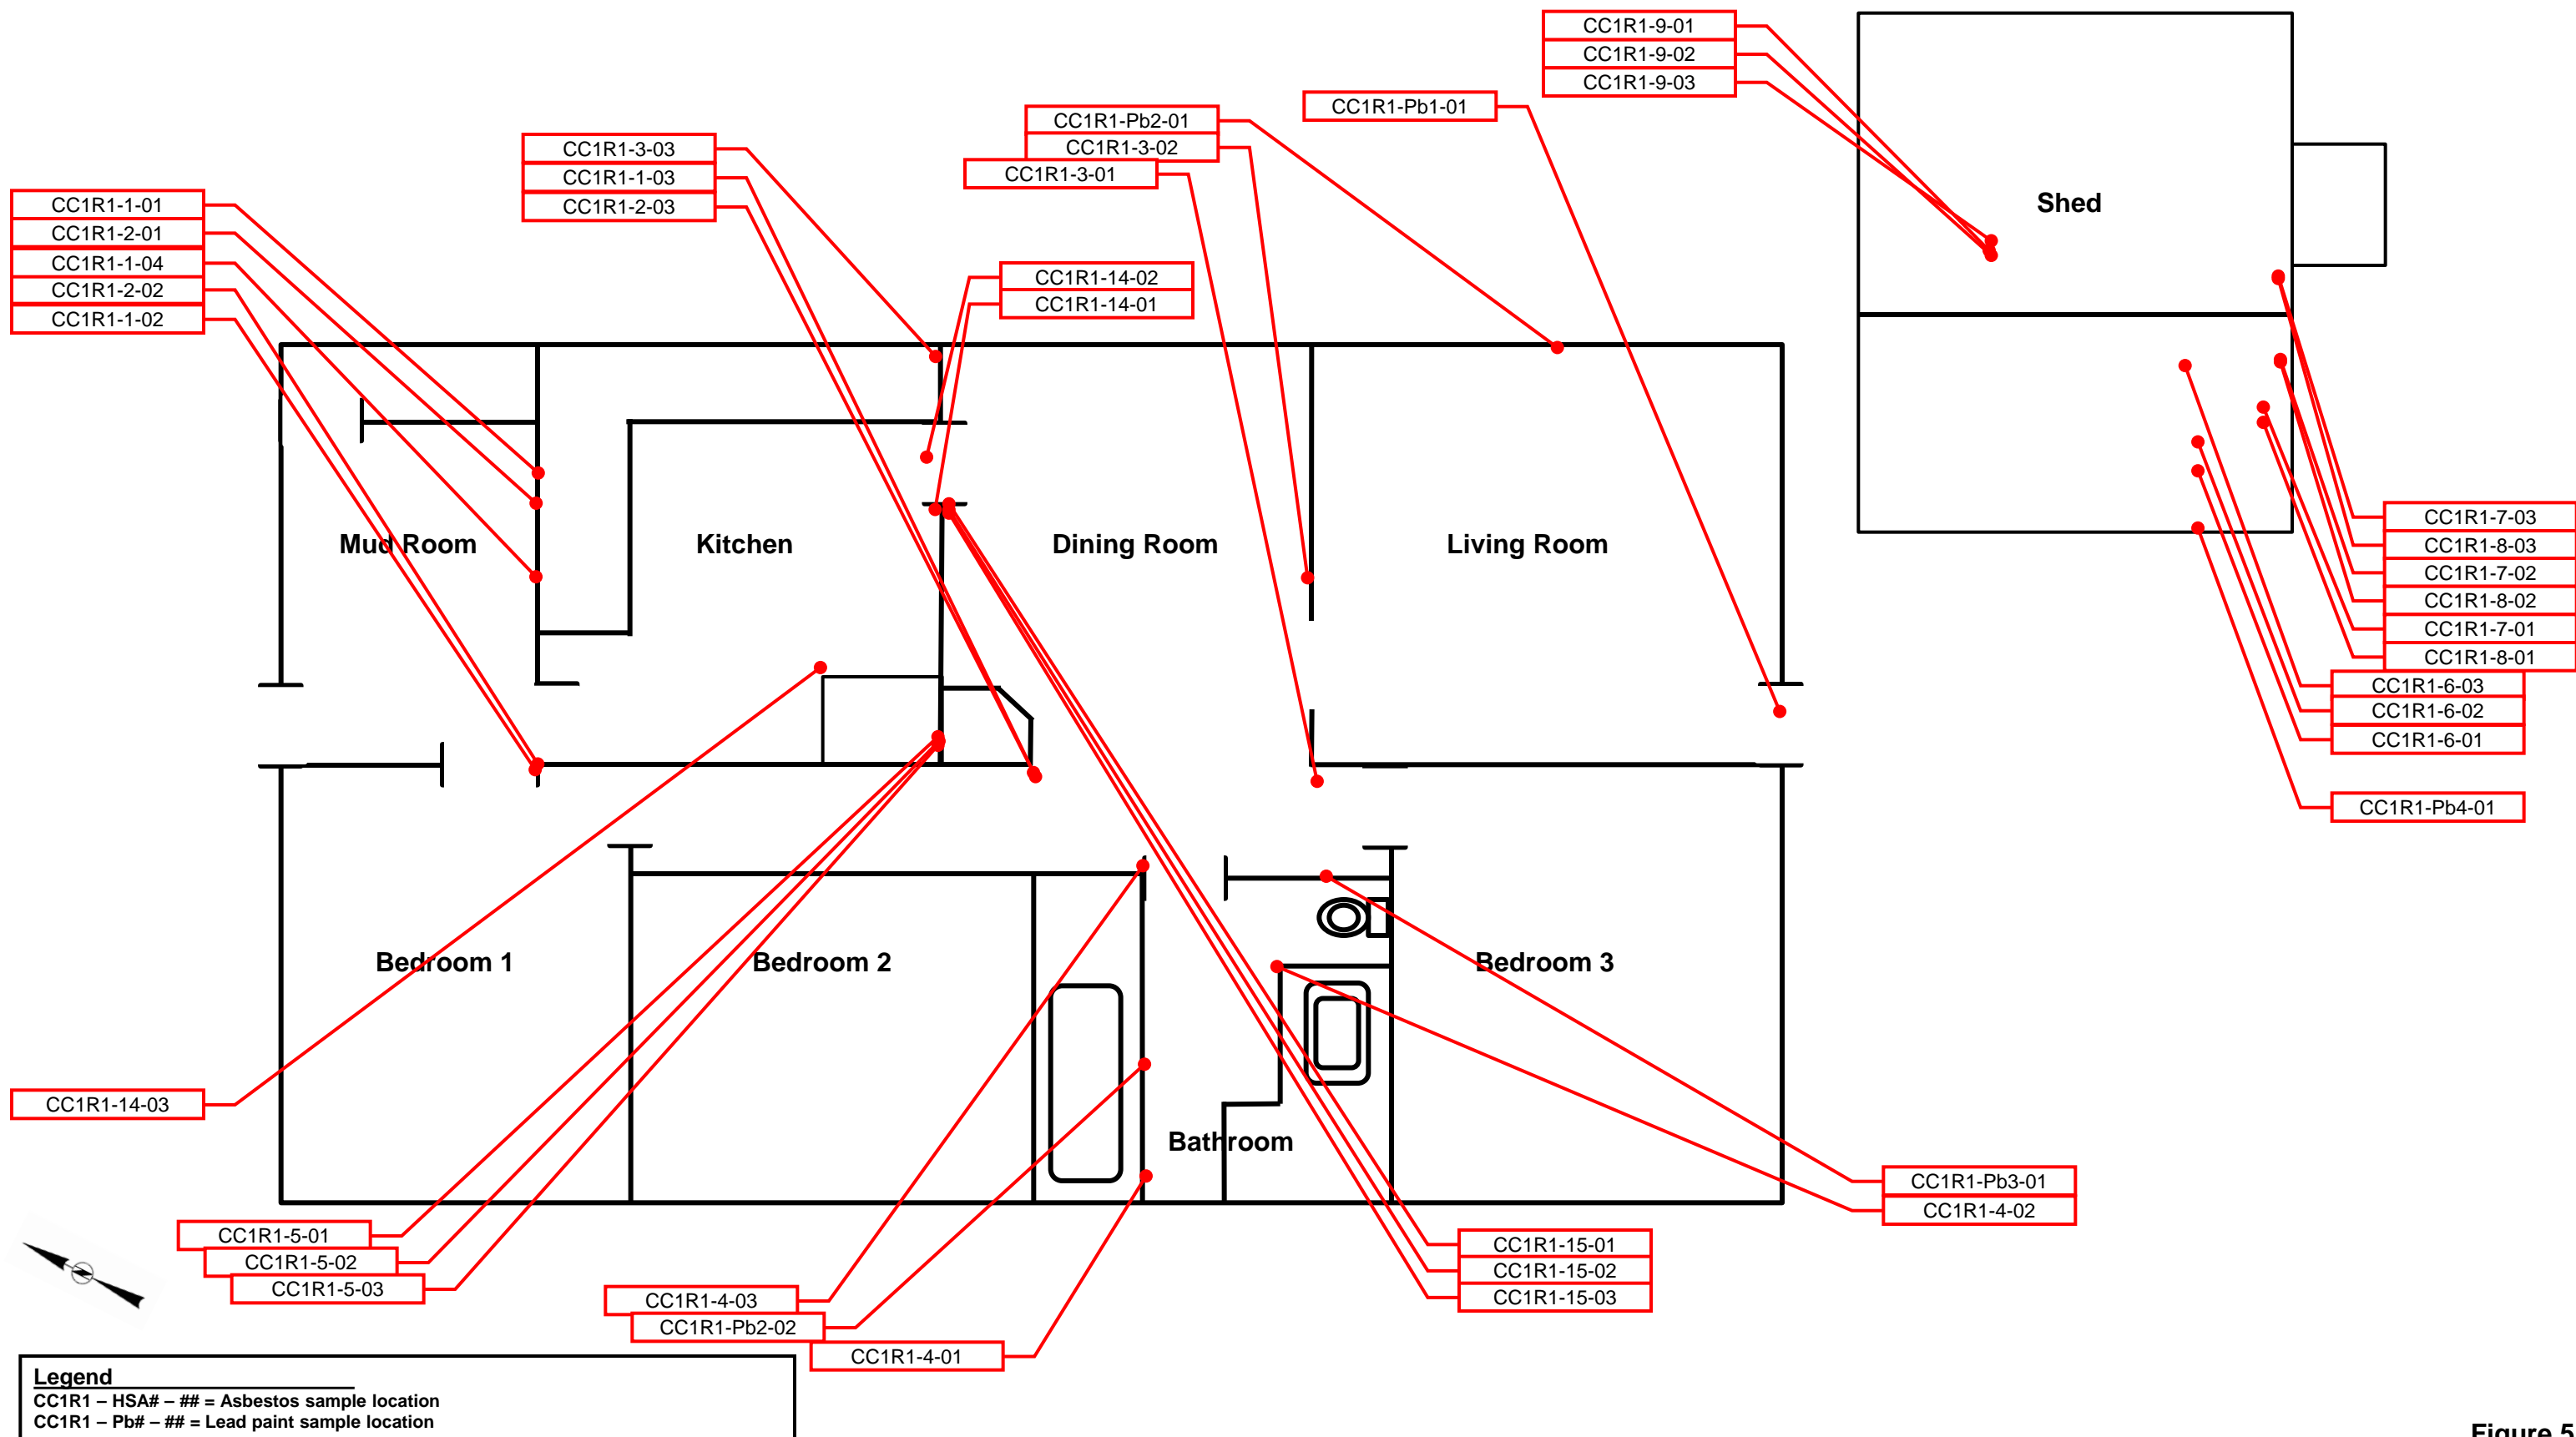 CC1R1-9-01
CC1R1-9-02
CC1R1-9-03
CC1R1-Pb1-01
CC1R1-Pb2-01
CC1R1-3-02
CC1R1-3-01
CC1R1-3-03
CC1R1-1-03
CC1R1-2-03
CC1R1-1-01
CC1R1-2-01
CC1R1-1-04
CC1R1-2-02
CC1R1-1-02
Shed
CC1R1-14-02
CC1R1-14-01
Mud Room
Kitchen
Dining Room
Living Room
CC1R1-7-03
CC1R1-8-03
CC1R1-7-02
CC1R1-8-02
CC1R1-7-01
CC1R1-8-01
CC1R1-6-03
CC1R1-6-02
CC1R1-6-01
CC1R1-Pb4-01
Bedroom 1
Bedroom 2
Bedroom 3
CC1R1-14-03
Bathroom
CC1R1-Pb3-01
CC1R1-4-02
CC1R1-5-01
CC1R1-5-02
CC1R1-5-03
CC1R1-15-01
CC1R1-15-02
CC1R1-15-03
CC1R1-4-03
CC1R1-Pb2-02
CC1R1-4-01
Legend
CC1R1 – HSA# – ## = Asbestos sample location
CC1R1 – Pb# – ## = Lead paint sample location
Figure 5